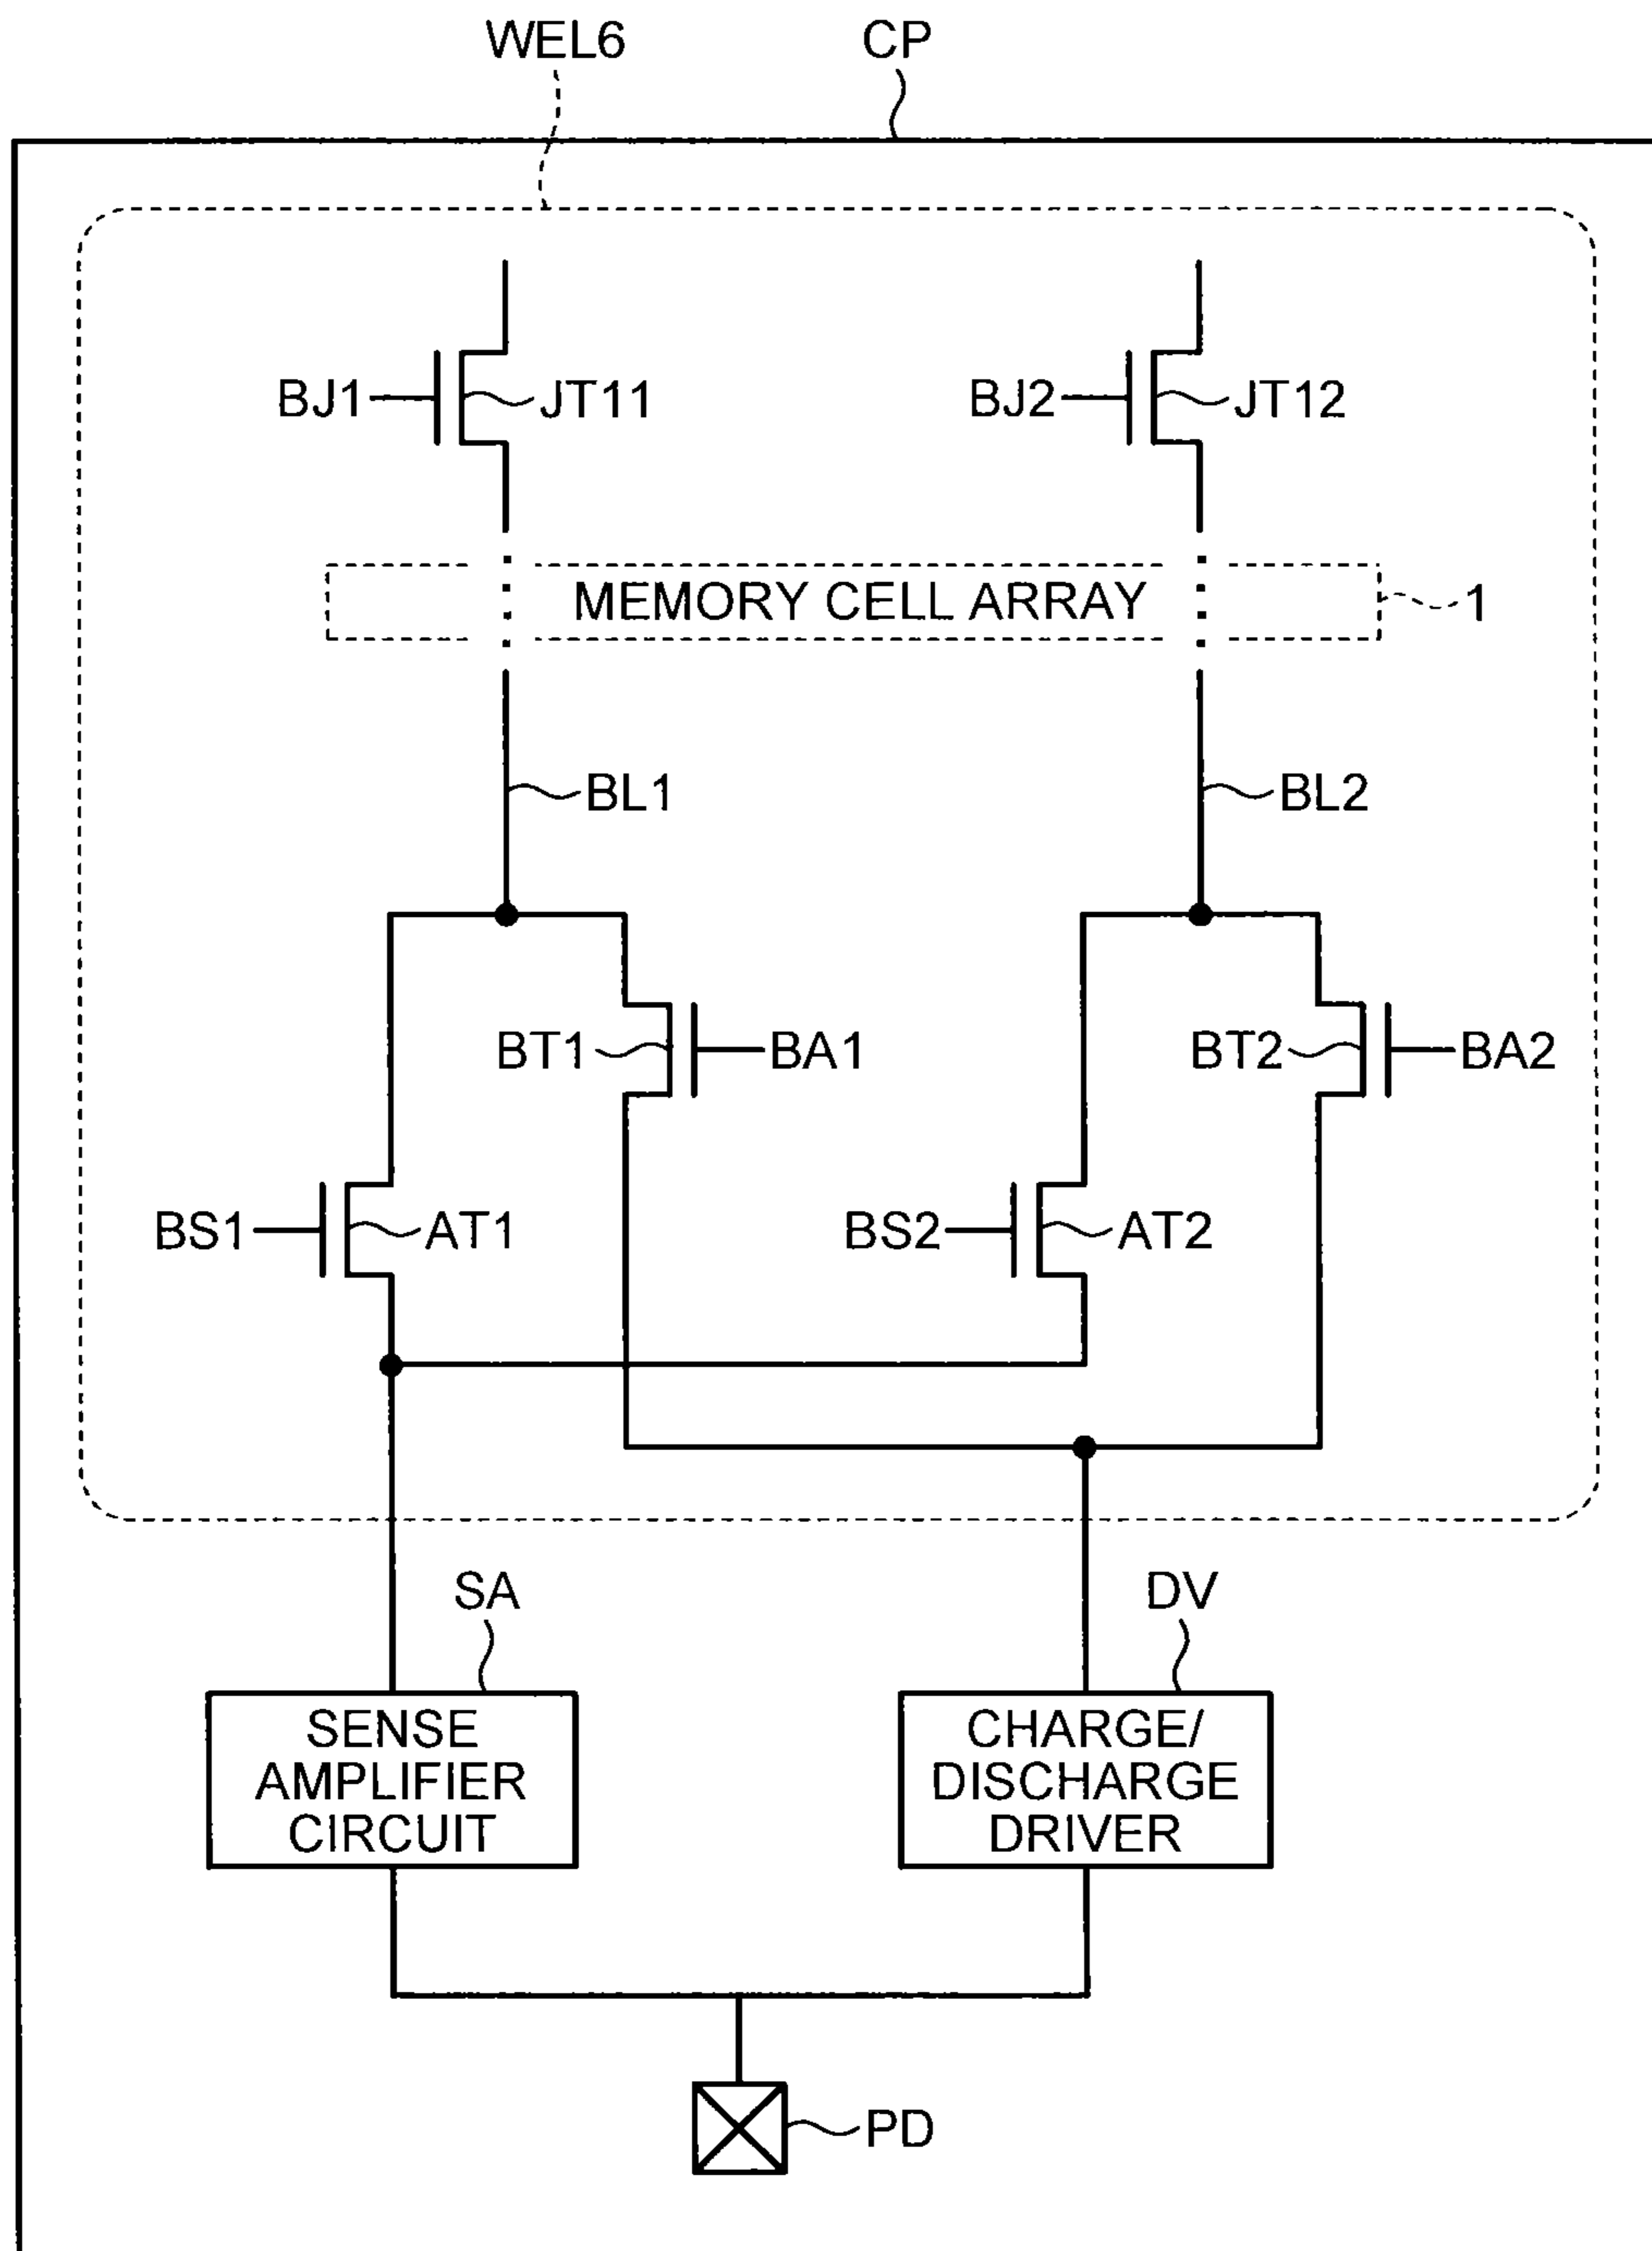 WEL6
CP
BJ1
JT11
BJ2
JT12
MEMORY CELL ARRAY
1
BL1
BL2
BT1
BA1
BT2
BA2
BS1
AT1
BS2
AT2
SA
DV
SENSE
AMPLIFIER
CIRCUIT
CHARGE/
DISCHARGE
DRIVER
PD